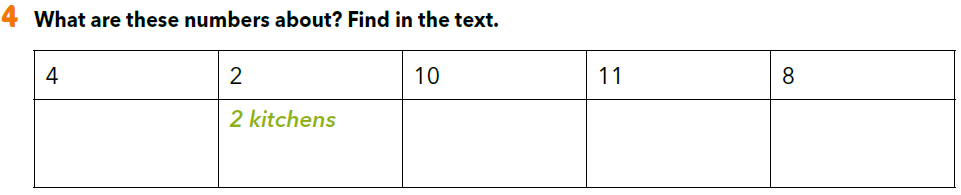 4 What are these numbers about? Find in the text.
4 2 10 11 8
2 kitchens